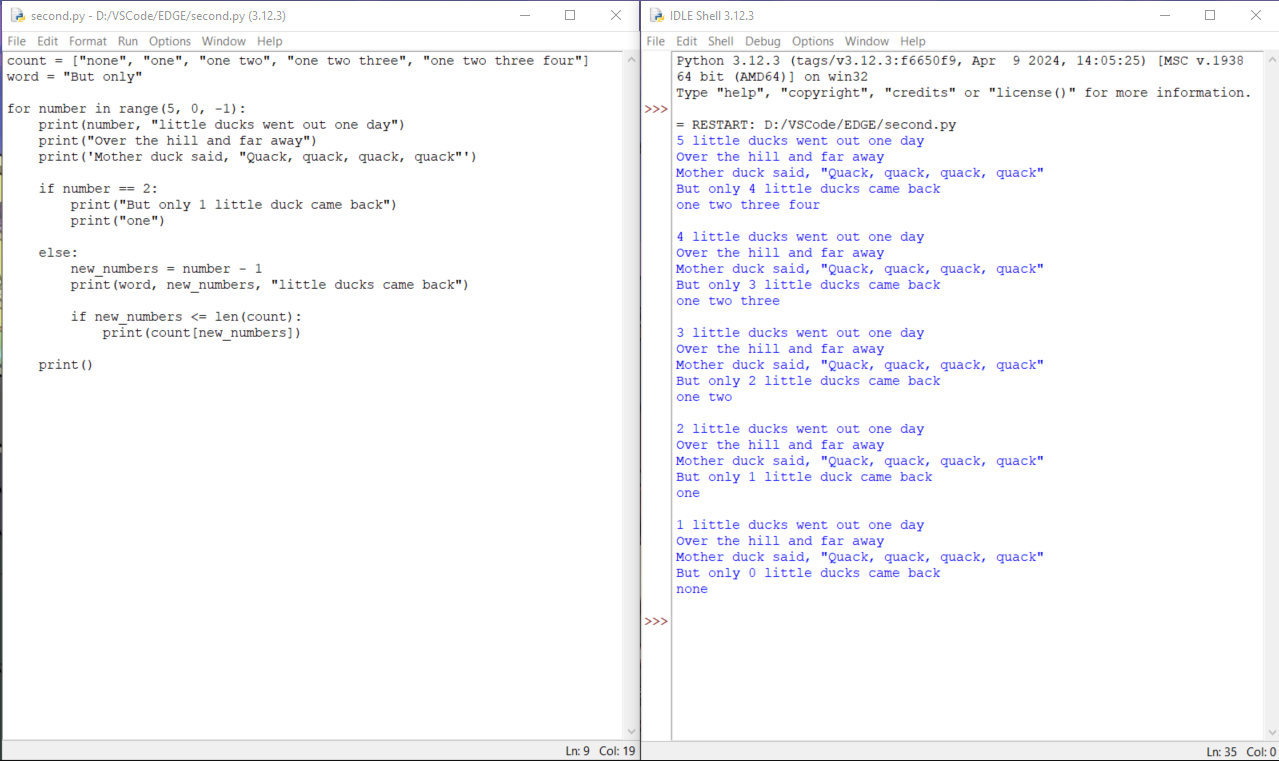 second.py - D:/VSCode/EDGE/second.py (3.12.3)
File Edit Format Run Options Window Help
count = ["none", "one", "one two", "one two three", "one two three four"]
word = "But only"

for number in range(5, 0, -1):
    print(number, "little ducks went out one day")
    print("Over the hill and far away")
    print('Mother duck said, "Quack, quack, quack, quack"')

    if number == 2:
        print("But only 1 little duck came back")
        print("one")

    else:
        new_numbers = number - 1
        print(word, new_numbers, "little ducks came back")

        if new_numbers <= len(count):
            print(count[new_numbers])

    print()
Ln: 9 Col: 19
IDLE Shell 3.12.3
File Edit Shell Debug Options Window Help
Python 3.12.3 (tags/v3.12.3:f6650f9, Apr  9 2024, 14:05:25) [MSC v.1938
64 bit (AMD64)] on win32
Type "help", "copyright", "credits" or "license()" for more information.
>>>
= RESTART: D:/VSCode/EDGE/second.py
5 little ducks went out one day
Over the hill and far away
Mother duck said, "Quack, quack, quack, quack"
But only 4 little ducks came back
one two three four

4 little ducks went out one day
Over the hill and far away
Mother duck said, "Quack, quack, quack, quack"
But only 3 little ducks came back
one two three

3 little ducks went out one day
Over the hill and far away
Mother duck said, "Quack, quack, quack, quack"
But only 2 little ducks came back
one two

2 little ducks went out one day
Over the hill and far away
Mother duck said, "Quack, quack, quack, quack"
But only 1 little duck came back
one

1 little ducks went out one day
Over the hill and far away
Mother duck said, "Quack, quack, quack, quack"
But only 0 little ducks came back
none

>>>
Ln: 35 Col: 0